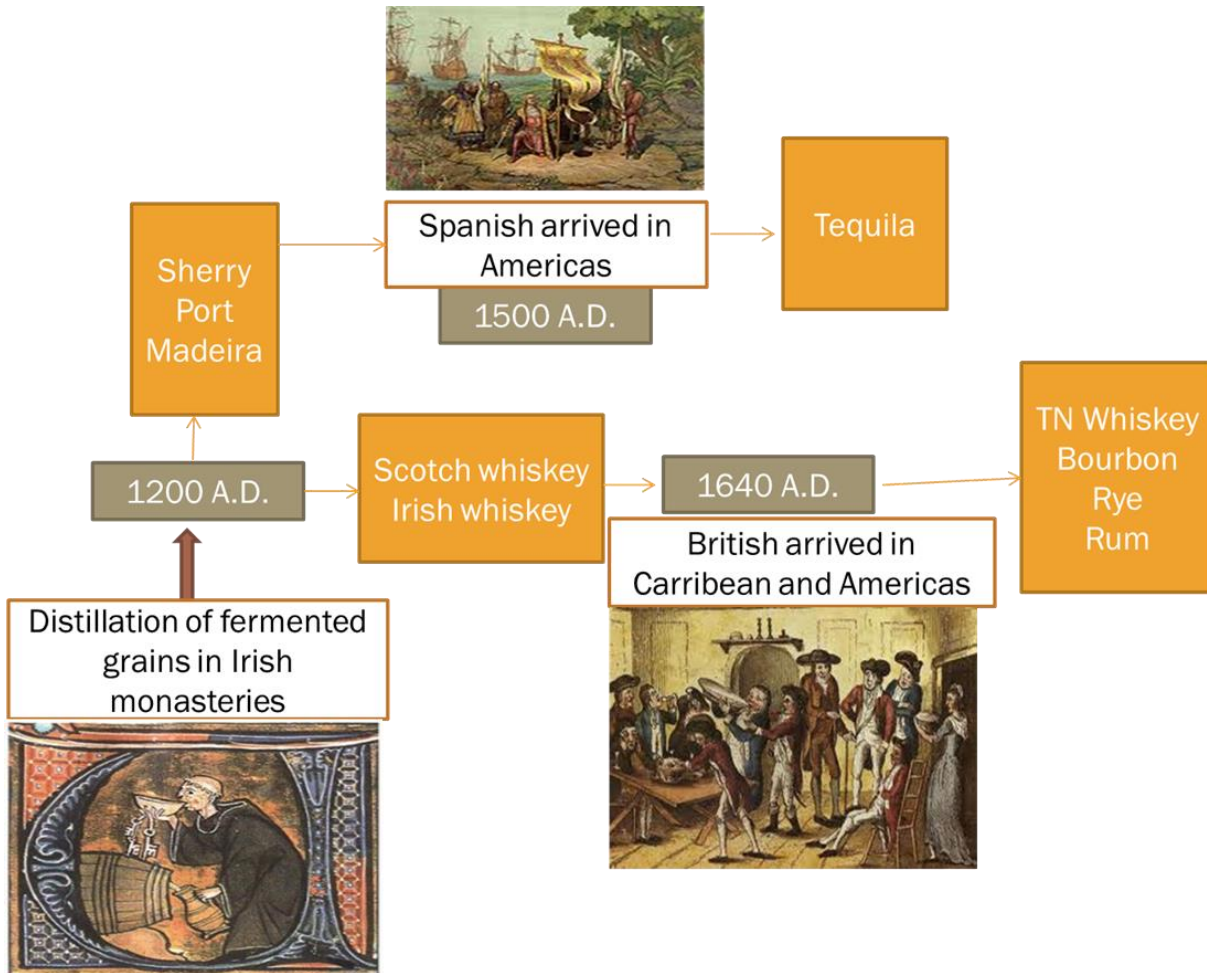 Spanish arrived in
Americas
1500 A.D.
Tequila
Sherry
Port
Madeira
1200 A.D.
Scotch whiskey
Irish whiskey
1640 A.D.
British arrived in
Carribean and Americas
TN Whiskey
Bourbon
Rye
Rum
Distillation of fermented
grains in Irish
monasteries